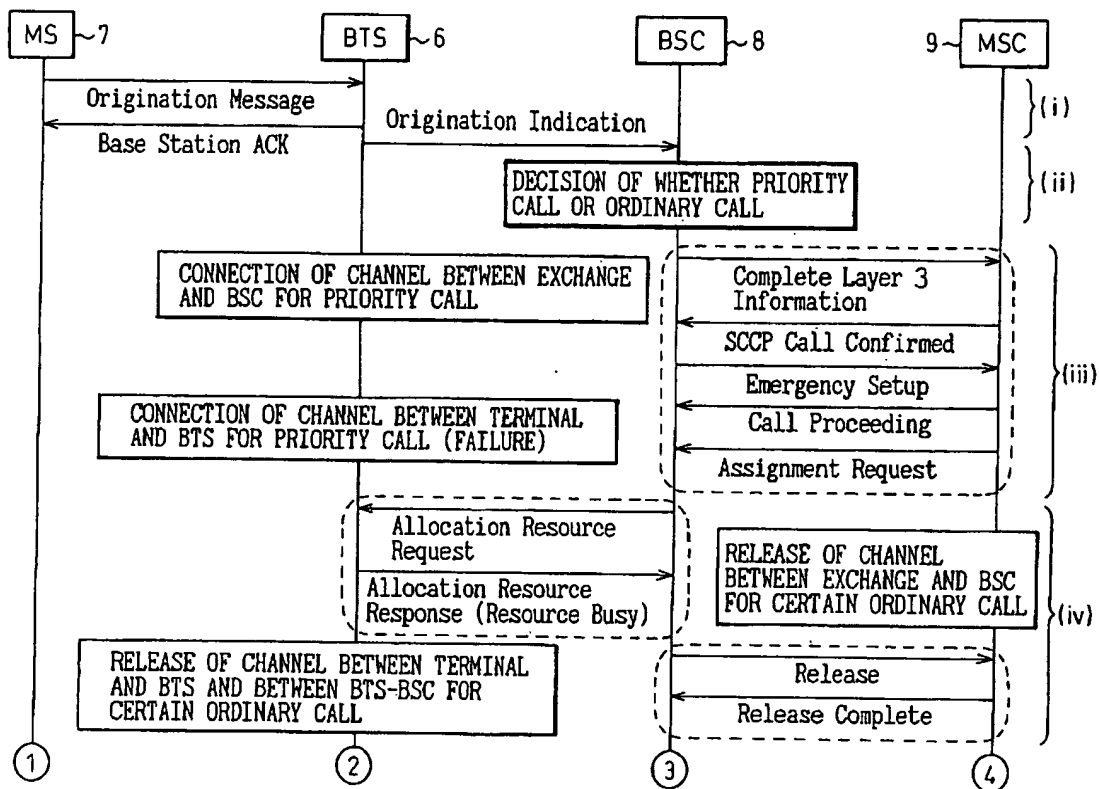 MS ~7
BTS ~6
BSC ~8
9~ MSC
Origination Message
Base Station ACK
Origination Indication
(i)
DECISION OF WHETHER PRIORITY
CALL OR ORDINARY CALL
(ii)
CONNECTION OF CHANNEL BETWEEN EXCHANGE
AND BSC FOR PRIORITY CALL
Complete Layer 3
Information
SCCP Call Confirmed
Emergency Setup
Call Proceeding
Assignment Request
(iii)
CONNECTION OF CHANNEL BETWEEN TERMINAL
AND BTS FOR PRIORITY CALL (FAILURE)
Allocation Resource
Request
Allocation Resource
Response (Resource Busy)
RELEASE OF CHANNEL
BETWEEN EXCHANGE AND BSC
FOR CERTAIN ORDINARY CALL
(iv)
RELEASE OF CHANNEL BETWEEN TERMINAL
AND BTS AND BETWEEN BTS-BSC FOR
CERTAIN ORDINARY CALL
Release
Release Complete
1
2
3
4